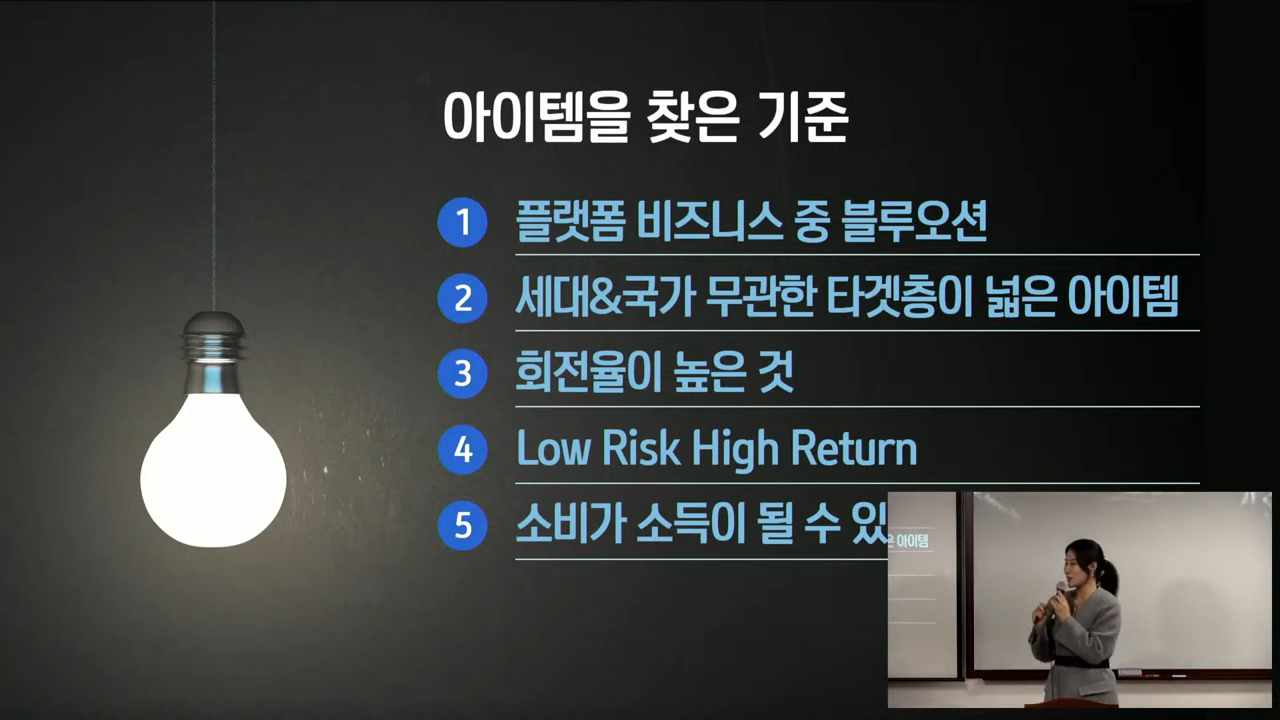 아이템을 찾은 기준
1 플랫폼 비즈니스 중 블루오션
2 세대&국가 무관한 타겟층이 넓은 아이템
3 회전율이 높은 것
4 Low Risk High Return
5 소비가 소득이 될 수 있
은 아이템